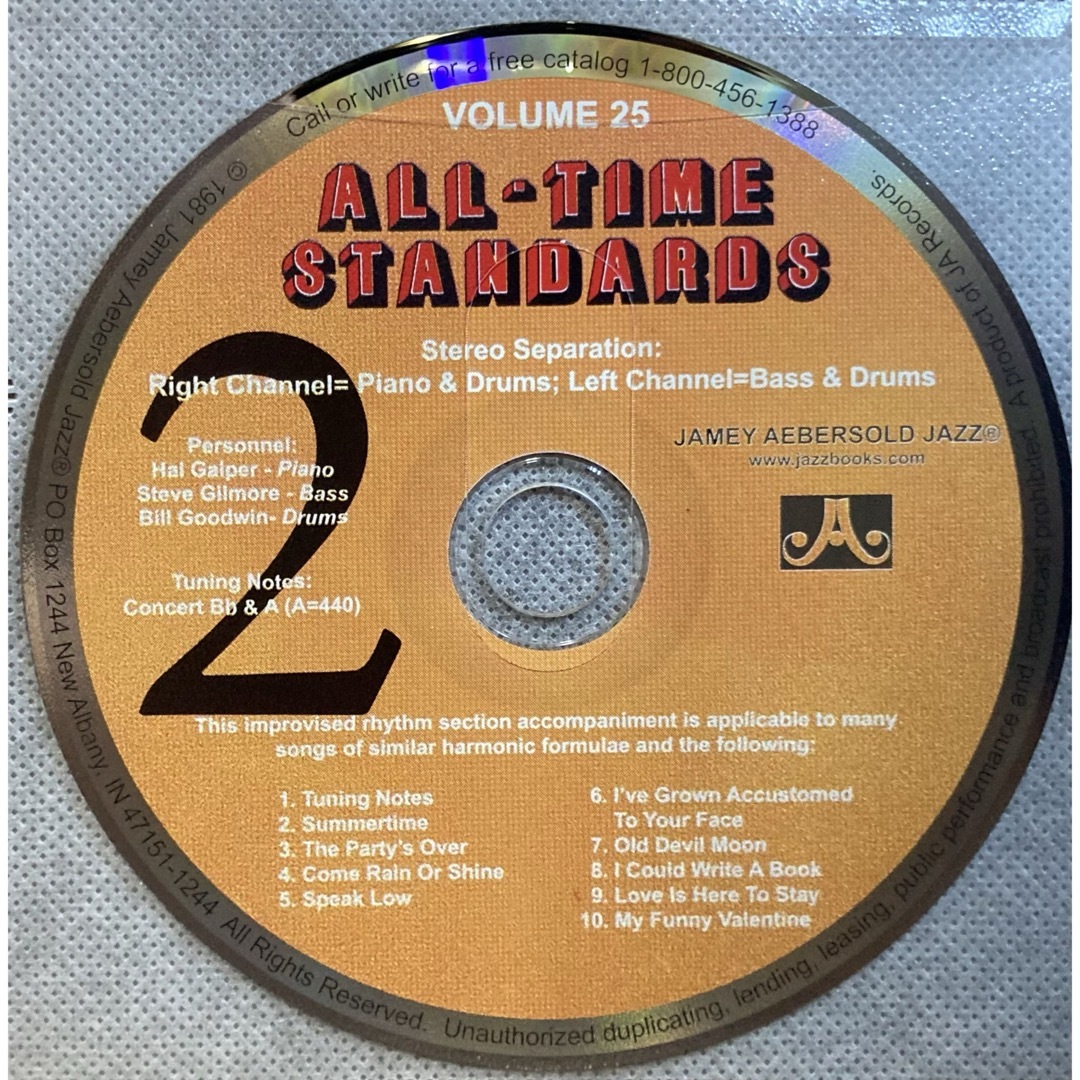 Call or write for a free catalog 1-800-456-1388
VOLUME 25
ALL-TIME
STANDARDS
2
Stereo Separation:
Right Channel= Piano & Drums; Left Channel=Bass & Drums
Personnel:
Hal Galper - Piano
Steve Gilmore - Bass
Bill Goodwin- Drums
Tuning Notes:
Concert Bb & A (A=440)
JAMEY AEBERSOLD JAZZ®
www.jazzbooks.com
A
This improvised rhythm section accompaniment is applicable to many
songs of similar harmonic formulae and the following:
1. Tuning Notes
2. Summertime
3. The Party's Over
4. Come Rain Or Shine
5. Speak Low
6. I've Grown Accustomed
To Your Face
7. Old Devil Moon
8. I Could Write A Book
9. Love Is Here To Stay
10. My Funny Valentine
© 1981 Jamey Aebersold Jazz® PO Box 1244 New Albany, IN 47151-1244 All Rights Reserved. Unauthorized duplicating, lending, leasing, public performance and broadcast prohibited. A product of JA Records.